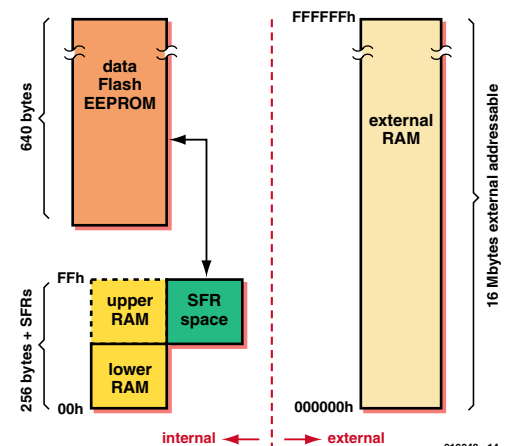 FFFFFFh
data
Flash
EEPROM
640 bytes
external
RAM
16 Mbytes external addressable
FFh
upper
RAM
SFR
space
256 bytes + SFRs
lower
RAM
00h
000000h
internal
external